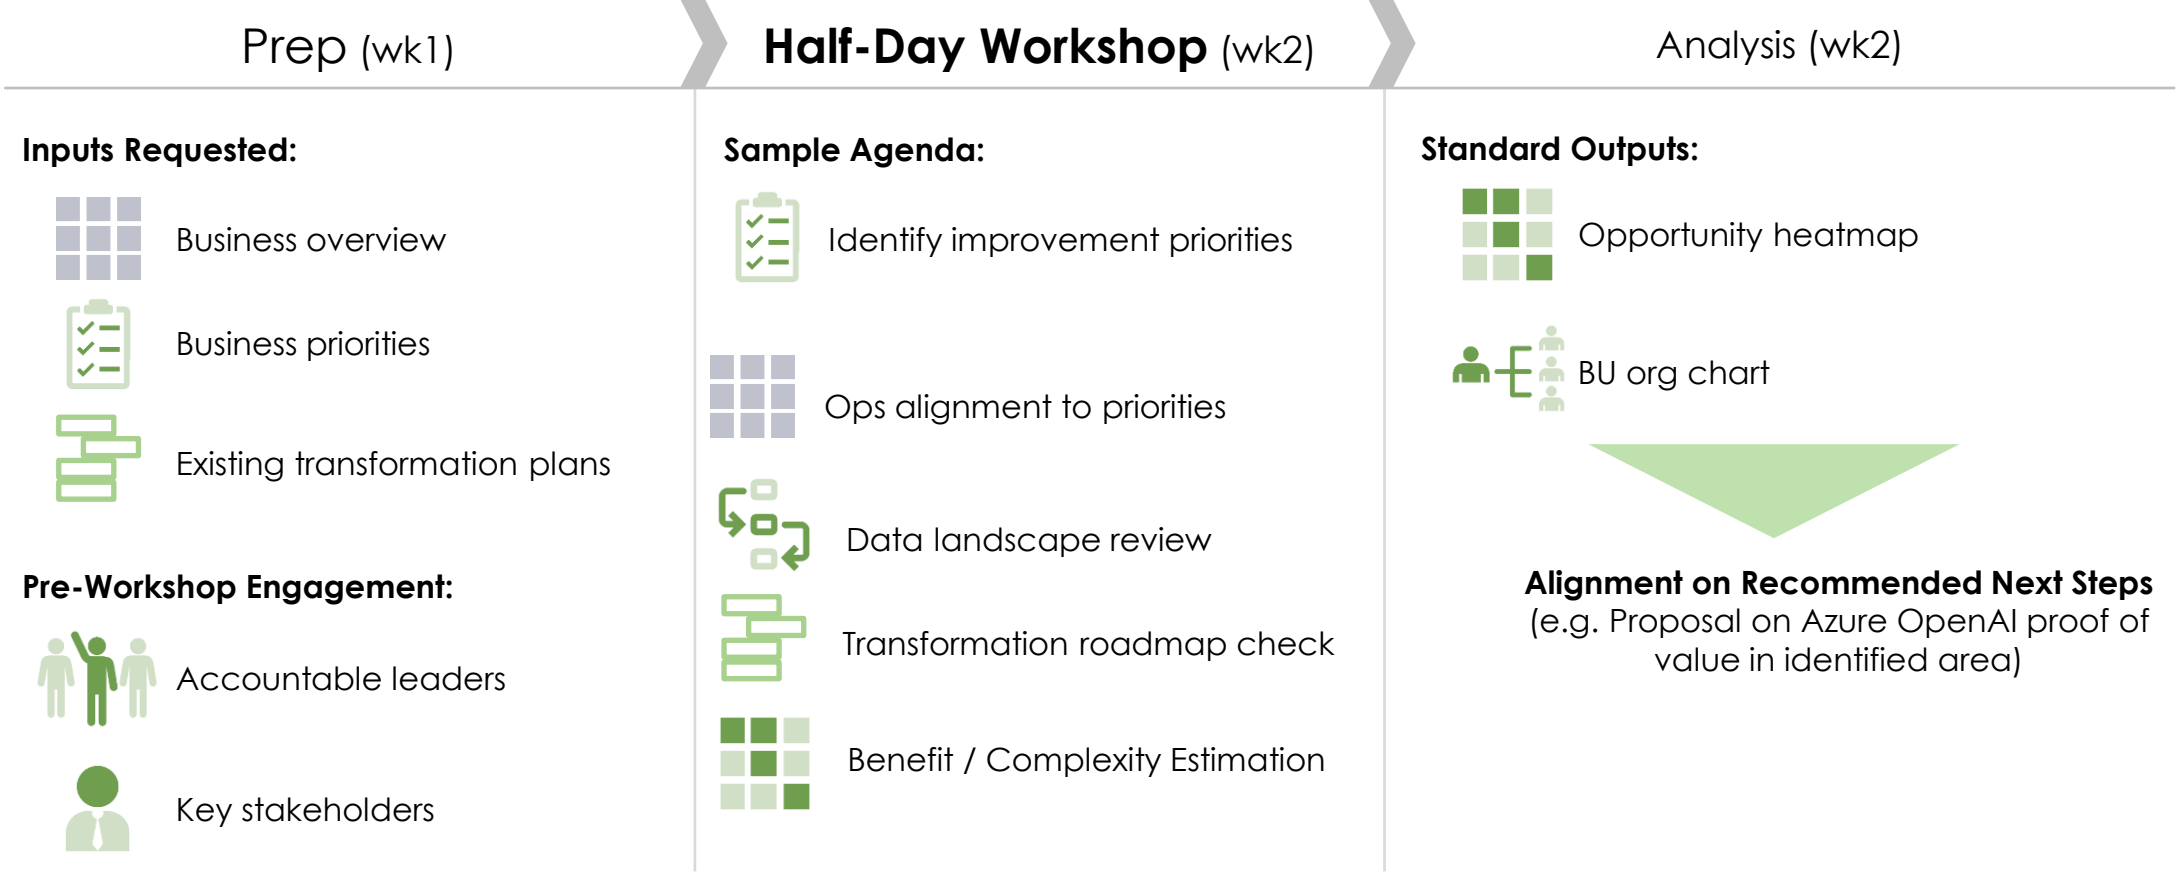 Prep (wk1)
Half-Day Workshop (wk2)
Analysis (wk2)
Inputs Requested:
Business overview
Business priorities
Existing transformation plans
Pre-Workshop Engagement:
Accountable leaders
Key stakeholders
Sample Agenda:
Identify improvement priorities
Ops alignment to priorities
Data landscape review
Transformation roadmap check
Benefit / Complexity Estimation
Standard Outputs:
Opportunity heatmap
BU org chart
Alignment on Recommended Next Steps
(e.g. Proposal on Azure OpenAI proof of
value in identified area)